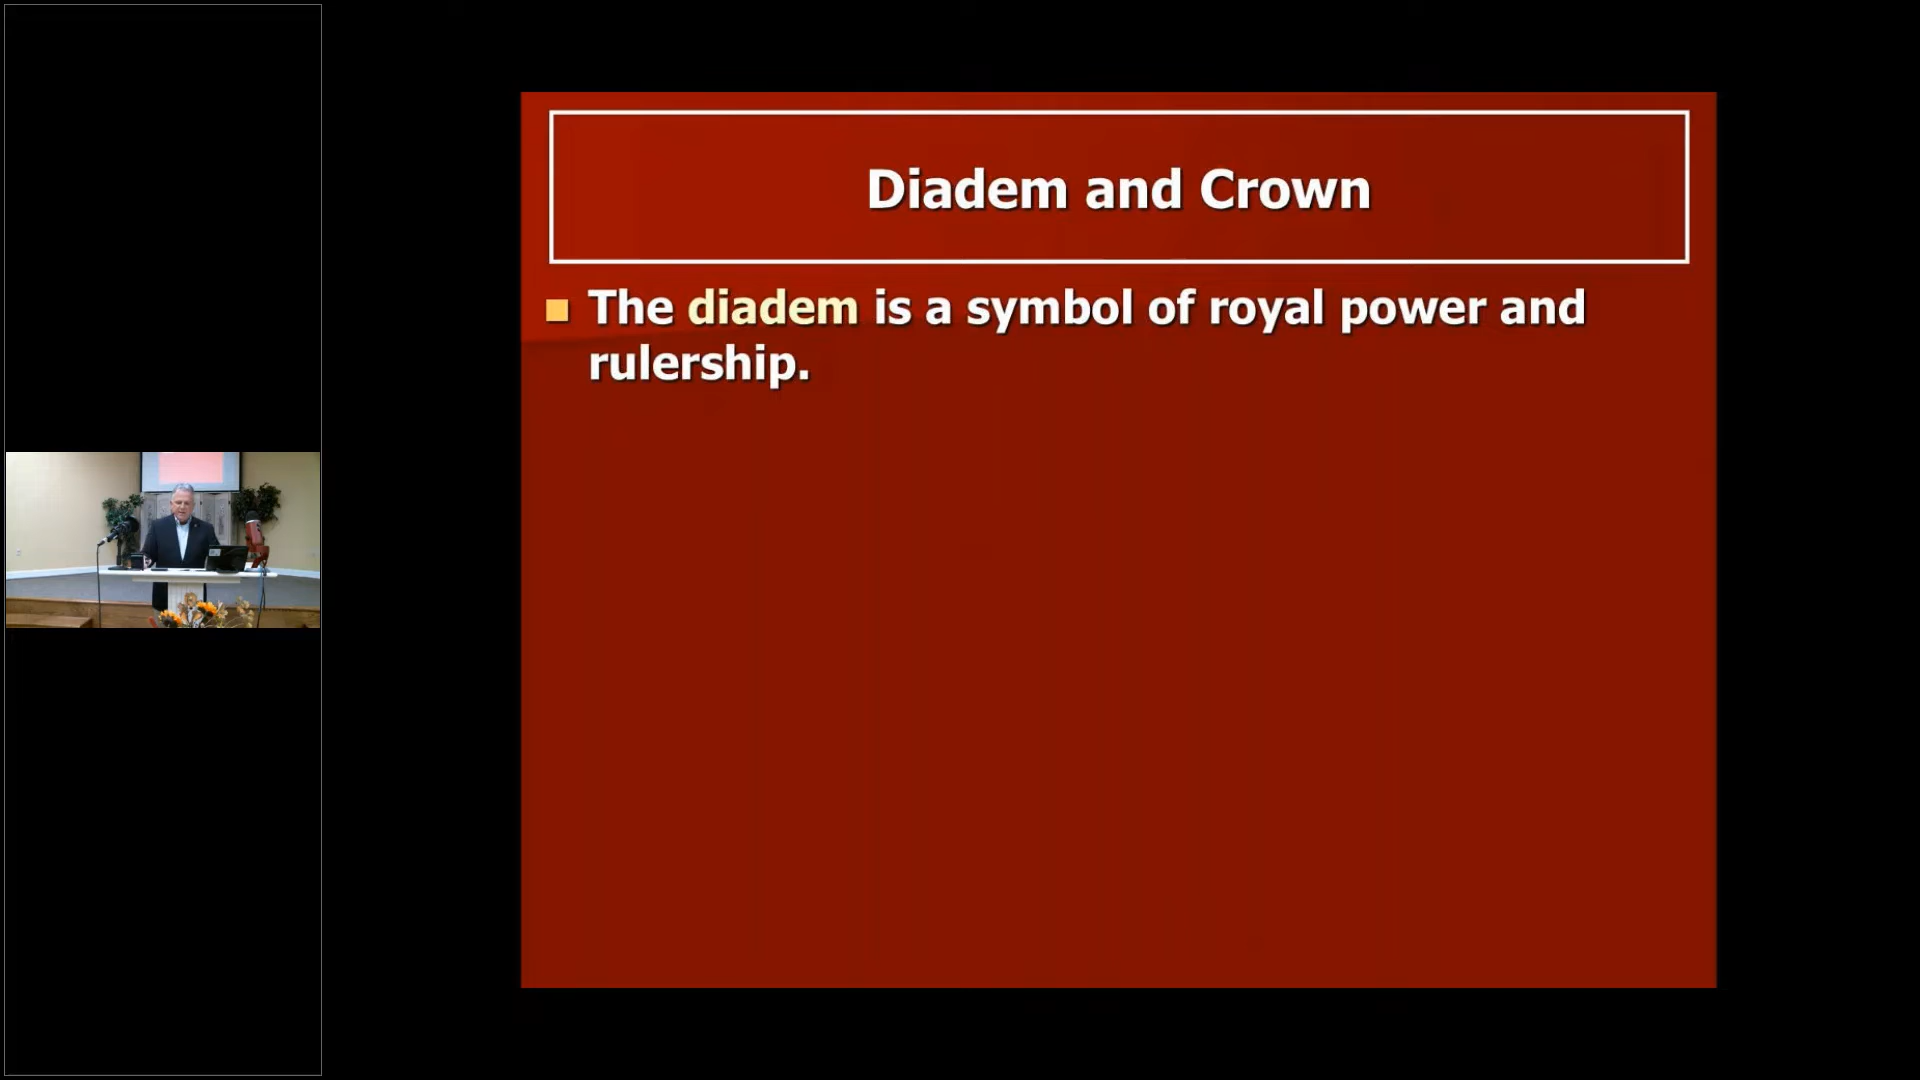 Diadem and Crown
The diadem is a symbol of royal power and
rulership.